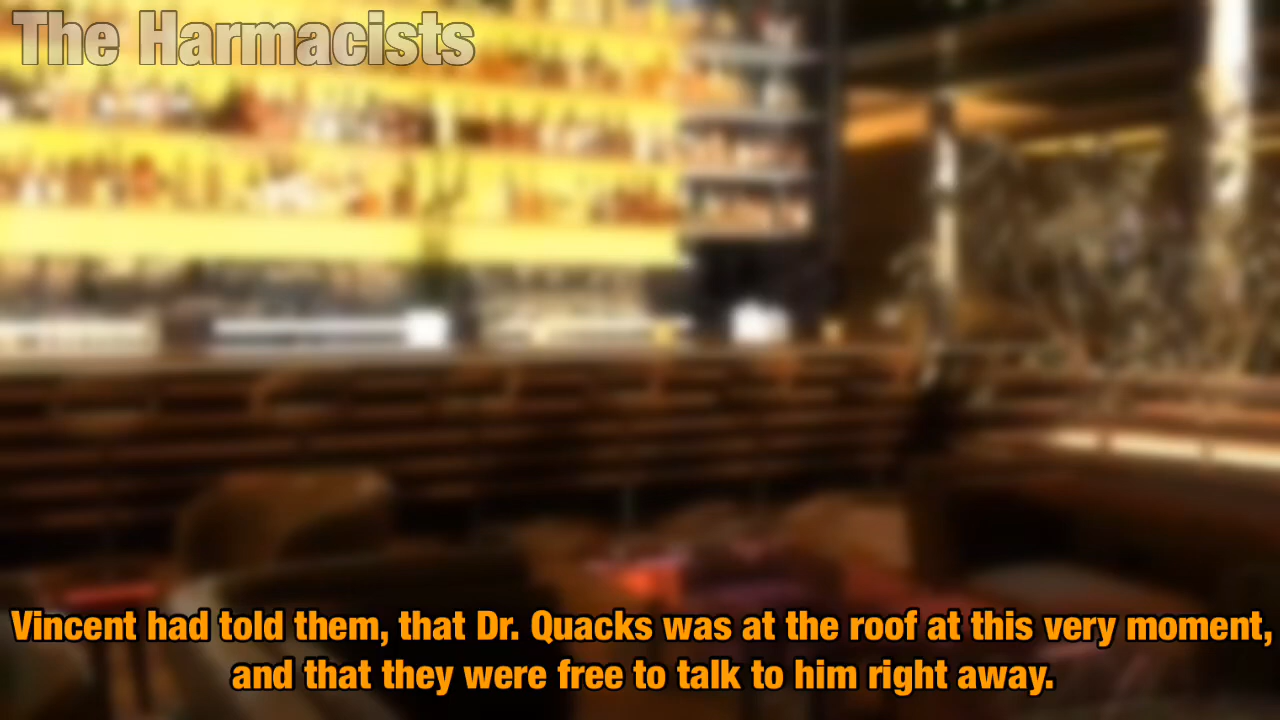 The Harmacists
Vincent had told them, that Dr. Quacks was at the roof at this very moment,
and that they were free to talk to him right away.